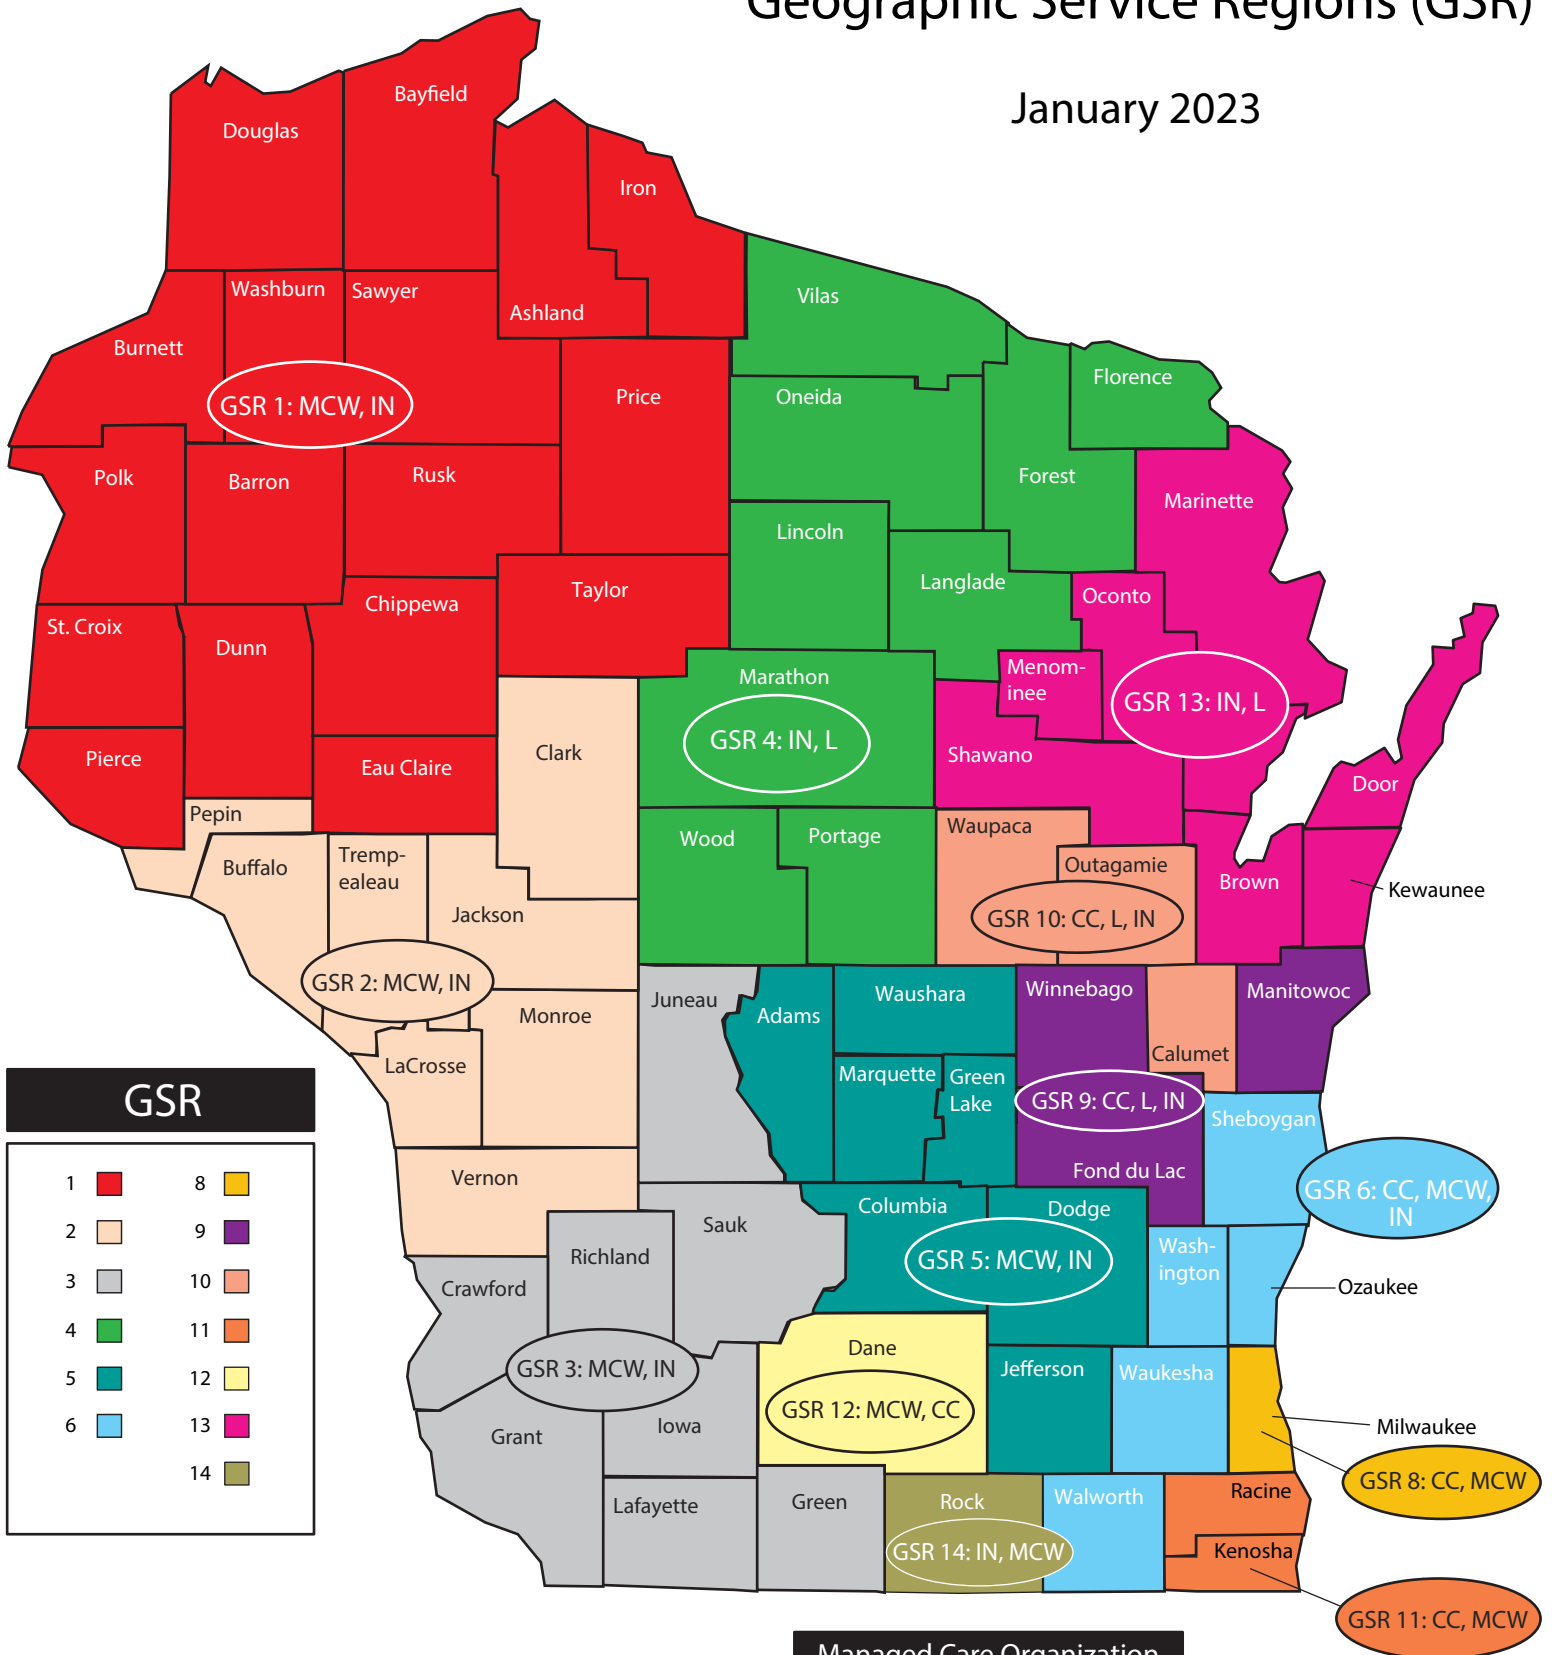 Geographic Service Regions (GSR)
January 2023
Bayfield
Douglas
Iron
Washburn
Sawyer
Ashland
Vilas
Burnett
Florence
Price
Oneida
GSR 1: MCW, IN
Polk
Barron
Rusk
Forest
Marinette
Lincoln
Langlade
Taylor
Oconto
Chippewa
St. Croix
Dunn
Menom-
inee
Marathon
GSR 13: IN, L
GSR 4: IN, L
Clark
Shawano
Pierce
Eau Claire
Door
Pepin
Waupaca
Wood
Portage
Tremp-
ealeau
Buffalo
Outagamie
Brown
Kewaunee
Jackson
GSR 10: CC, L, IN
GSR 2: MCW, IN
Juneau
Waushara
Winnebago
Manitowoc
Monroe
Adams
Calumet
LaCrosse
Marquette
Green
Lake
GSR 9: CC, L, IN
Sheboygan
Fond du Lac
Vernon
GSR 6: CC, MCW,
IN
Columbia
Dodge
Sauk
Wash-
ington
Richland
GSR 5: MCW, IN
Crawford
Ozaukee
Dane
GSR 3: MCW, IN
Jefferson
Waukesha
GSR 12: MCW, CC
Iowa
Milwaukee
Grant
GSR 8: CC, MCW
Racine
Walworth
Rock
Green
Lafayette
GSR 14: IN, MCW
Kenosha
GSR 11: CC, MCW
GSR
1
2
3
4
5
6
8
9
10
11
12
13
14
Managed Care Organization